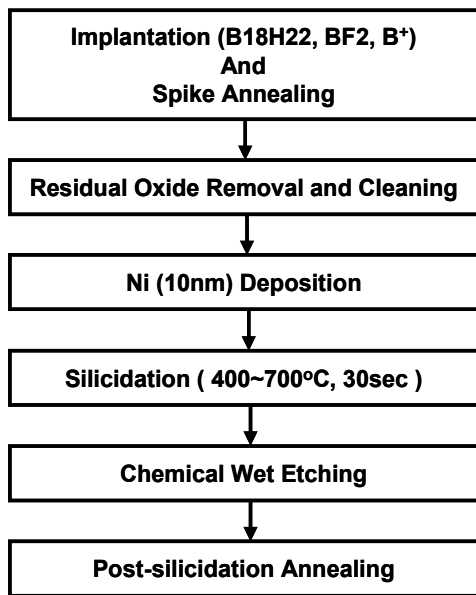 Implantation (B18H22, BF2, B⁺)
And
Spike Annealing
Residual Oxide Removal and Cleaning
Ni (10nm) Deposition
Silicidation ( 400~700ºC, 30sec )
Chemical Wet Etching
Post-silicidation Annealing